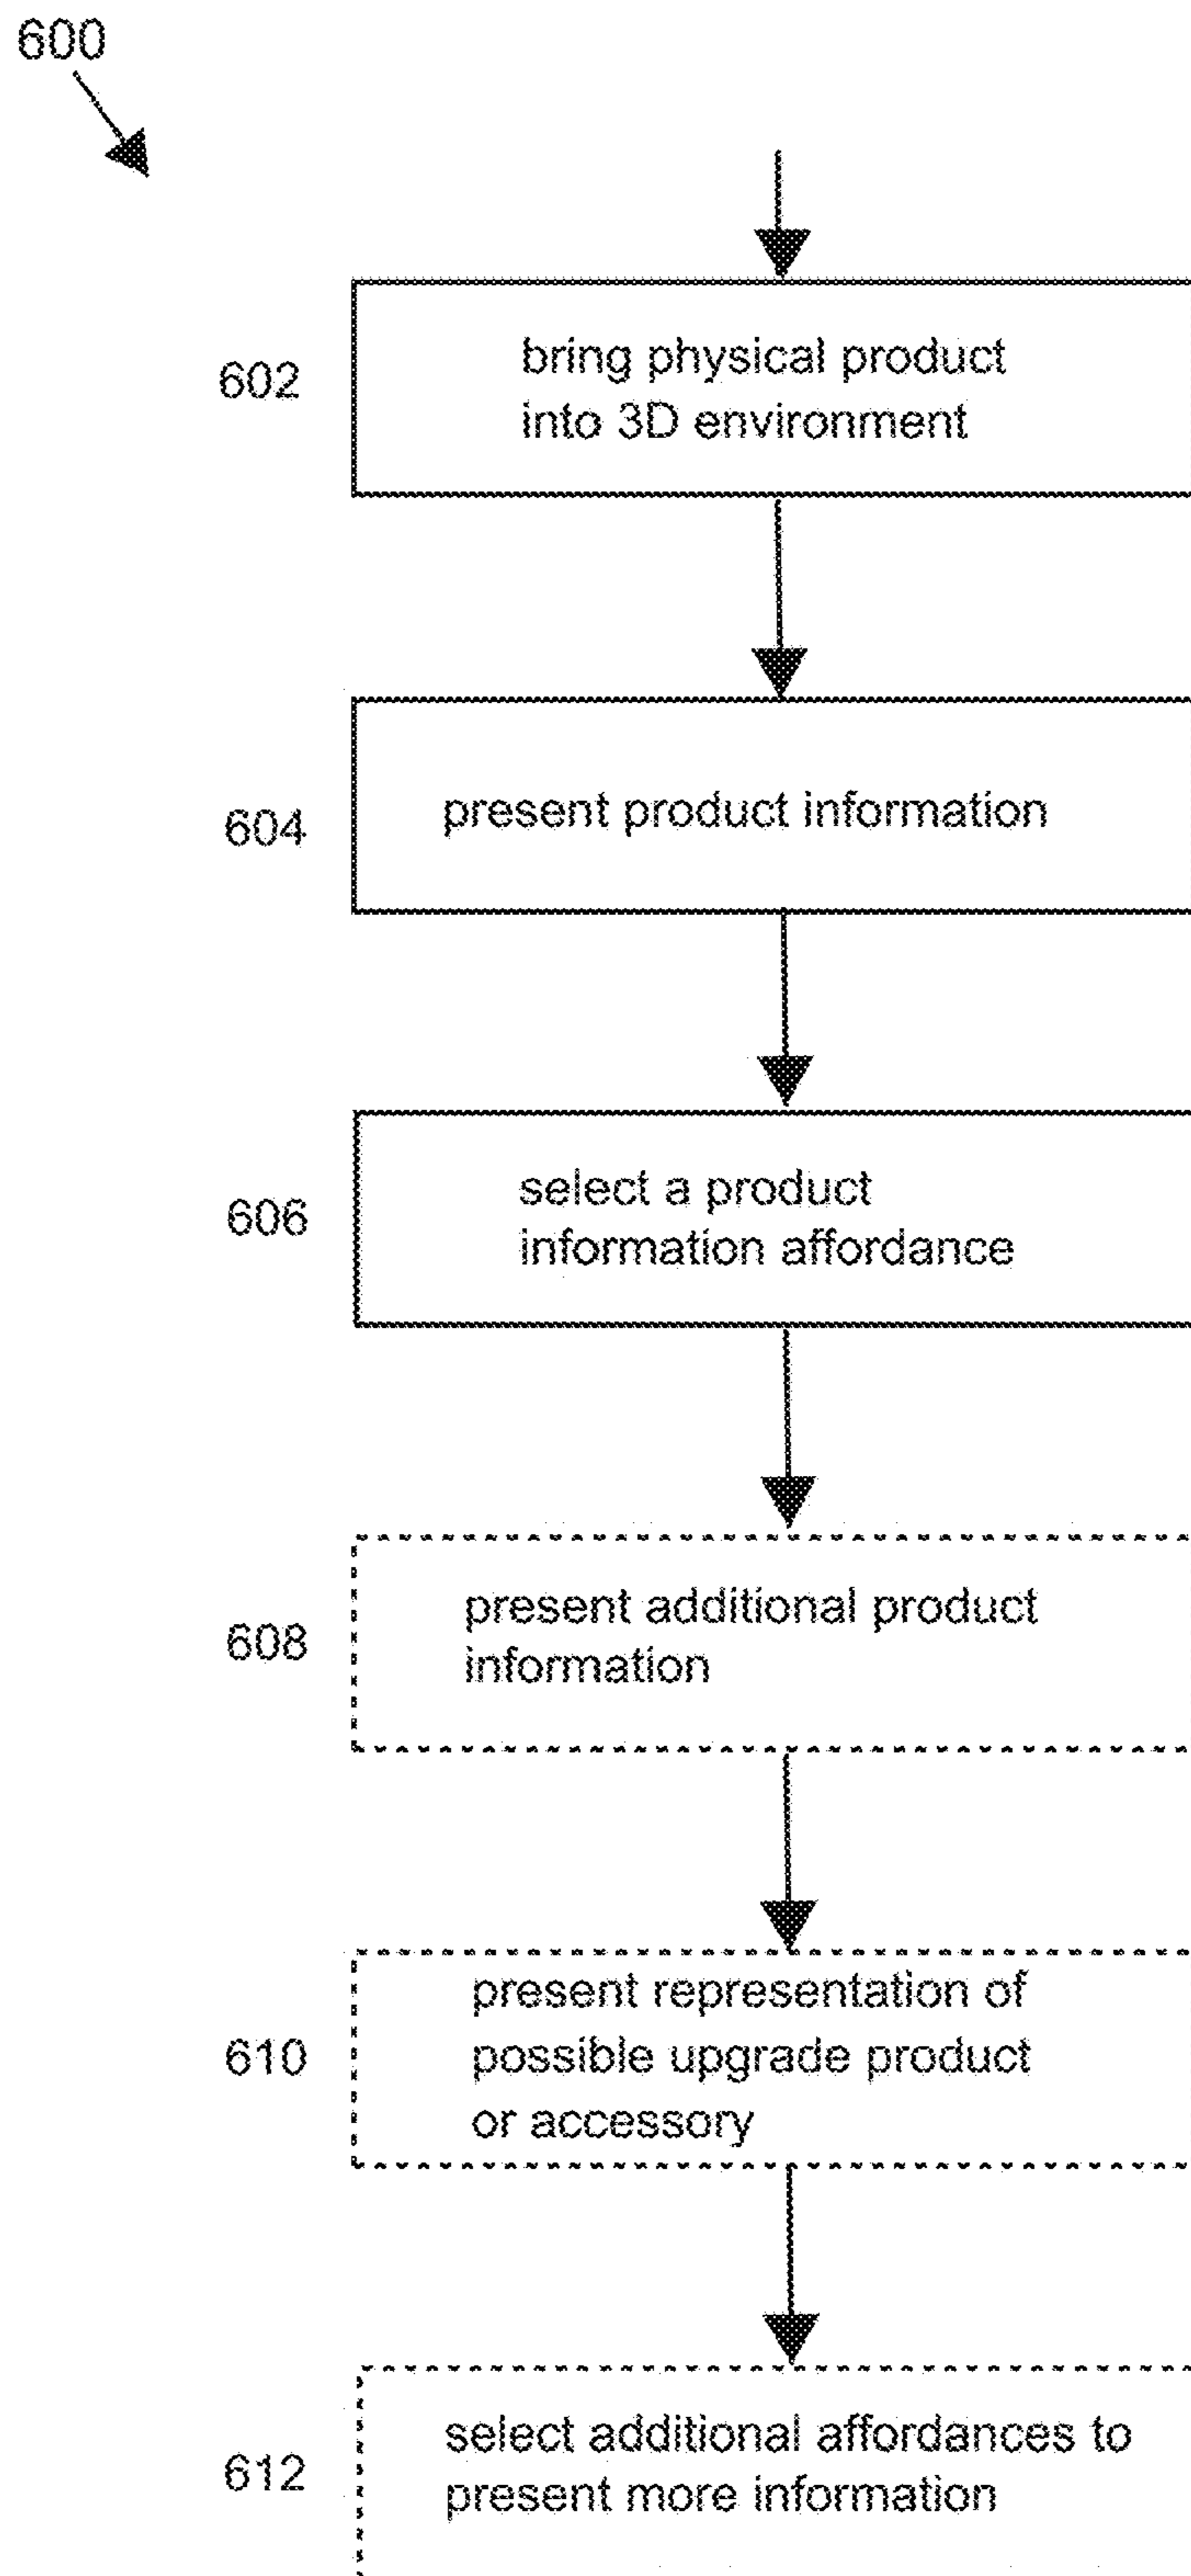 600
602
bring physical product
into 3D environment
604
present product information
606
select a product
information affordance
608
present additional product
information
610
present representation of
possible upgrade product
or accessory
612
select additional affordances to
present more information